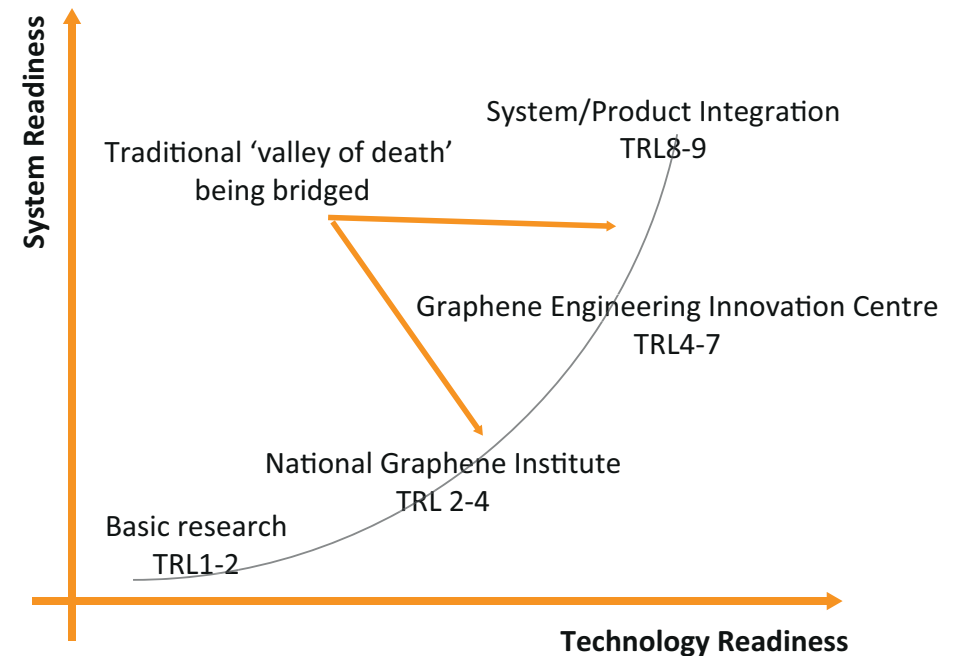 System Readiness
System/Product Integration
TRL8-9
Traditional ‘valley of death’
being bridged
Graphene Engineering Innovation Centre
TRL4-7
National Graphene Institute
TRL 2-4
Basic research
TRL1-2
Technology Readiness